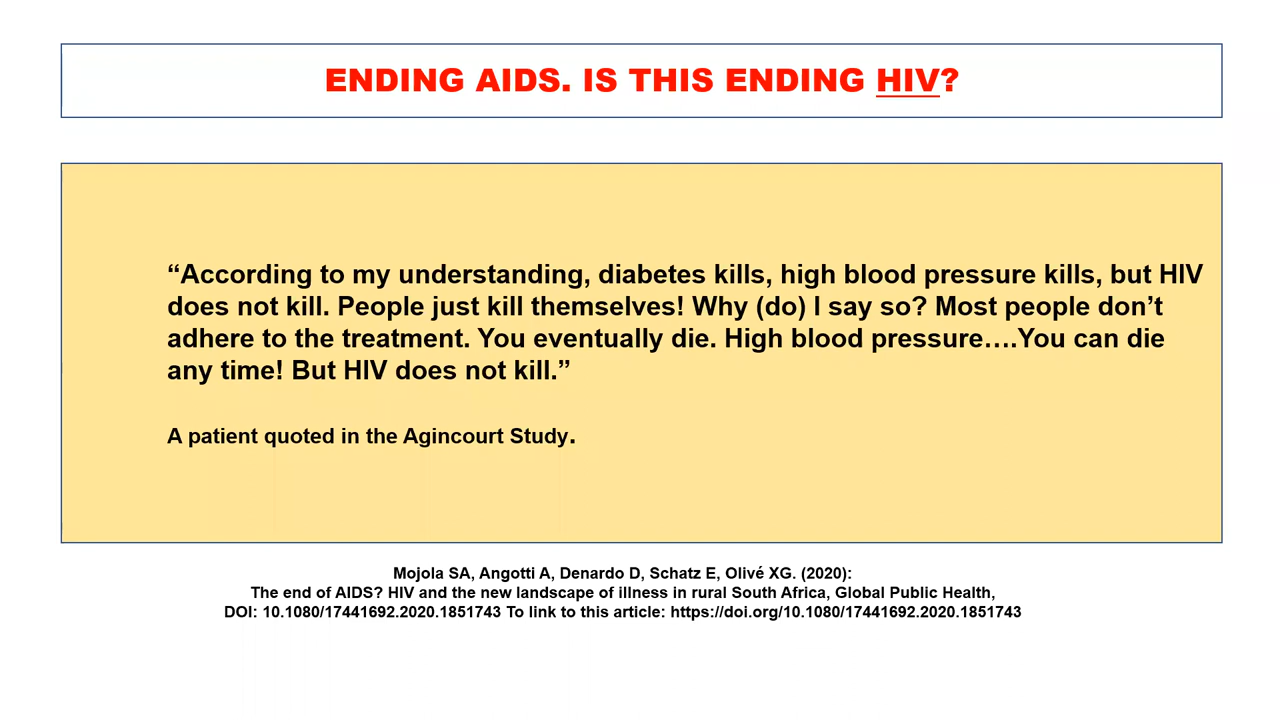 ENDING AIDS. IS THIS ENDING HIV?
“According to my understanding, diabetes kills, high blood pressure kills, but HIV
does not kill. People just kill themselves! Why (do) I say so? Most people don’t
adhere to the treatment. You eventually die. High blood pressure….You can die
any time! But HIV does not kill.”
A patient quoted in the Agincourt Study.
Mojola SA, Angotti A, Denardo D, Schatz E, Olivé XG. (2020):
The end of AIDS? HIV and the new landscape of illness in rural South Africa, Global Public Health,
DOI: 10.1080/17441692.2020.1851743 To link to this article: https://doi.org/10.1080/17441692.2020.1851743